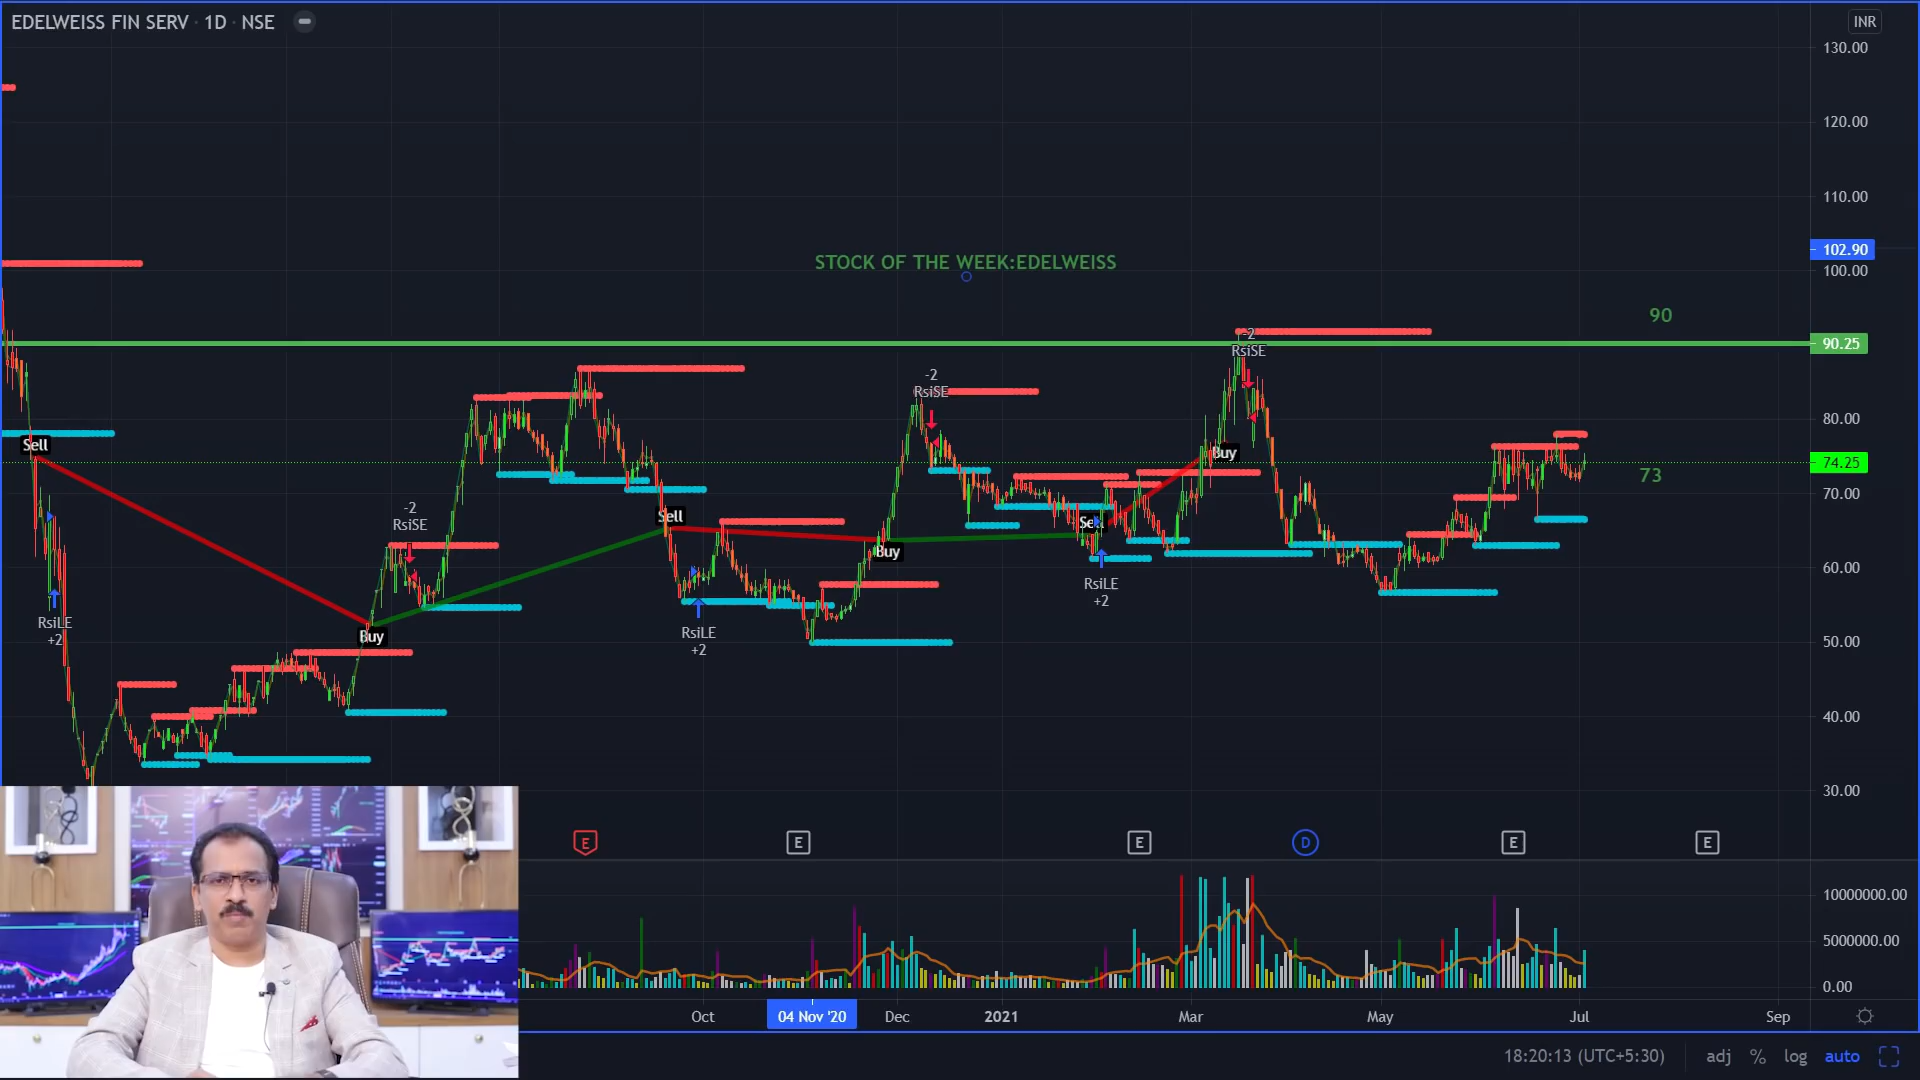 EDELWEISS FIN SERV · 1D · NSE
INR
130.00
120.00
110.00
102.90
100.00
STOCK OF THE WEEK:EDELWEISS
90
90.25
-2
RsiSE
-2
RsiSE
80.00
Sell
Buy
74.25
73
70.00
-2
RsiSE
Sell
Sell
Buy
60.00
RsiLE
+2
RsiLE
+2
RsiLE
+2
Buy
50.00
40.00
30.00
E
E
E
D
E
E
10000000.00
5000000.00
0.00
Oct
04 Nov '20
Dec
2021
Mar
May
Jul
Sep
18:20:13 (UTC+5:30)
adj
%
log
auto